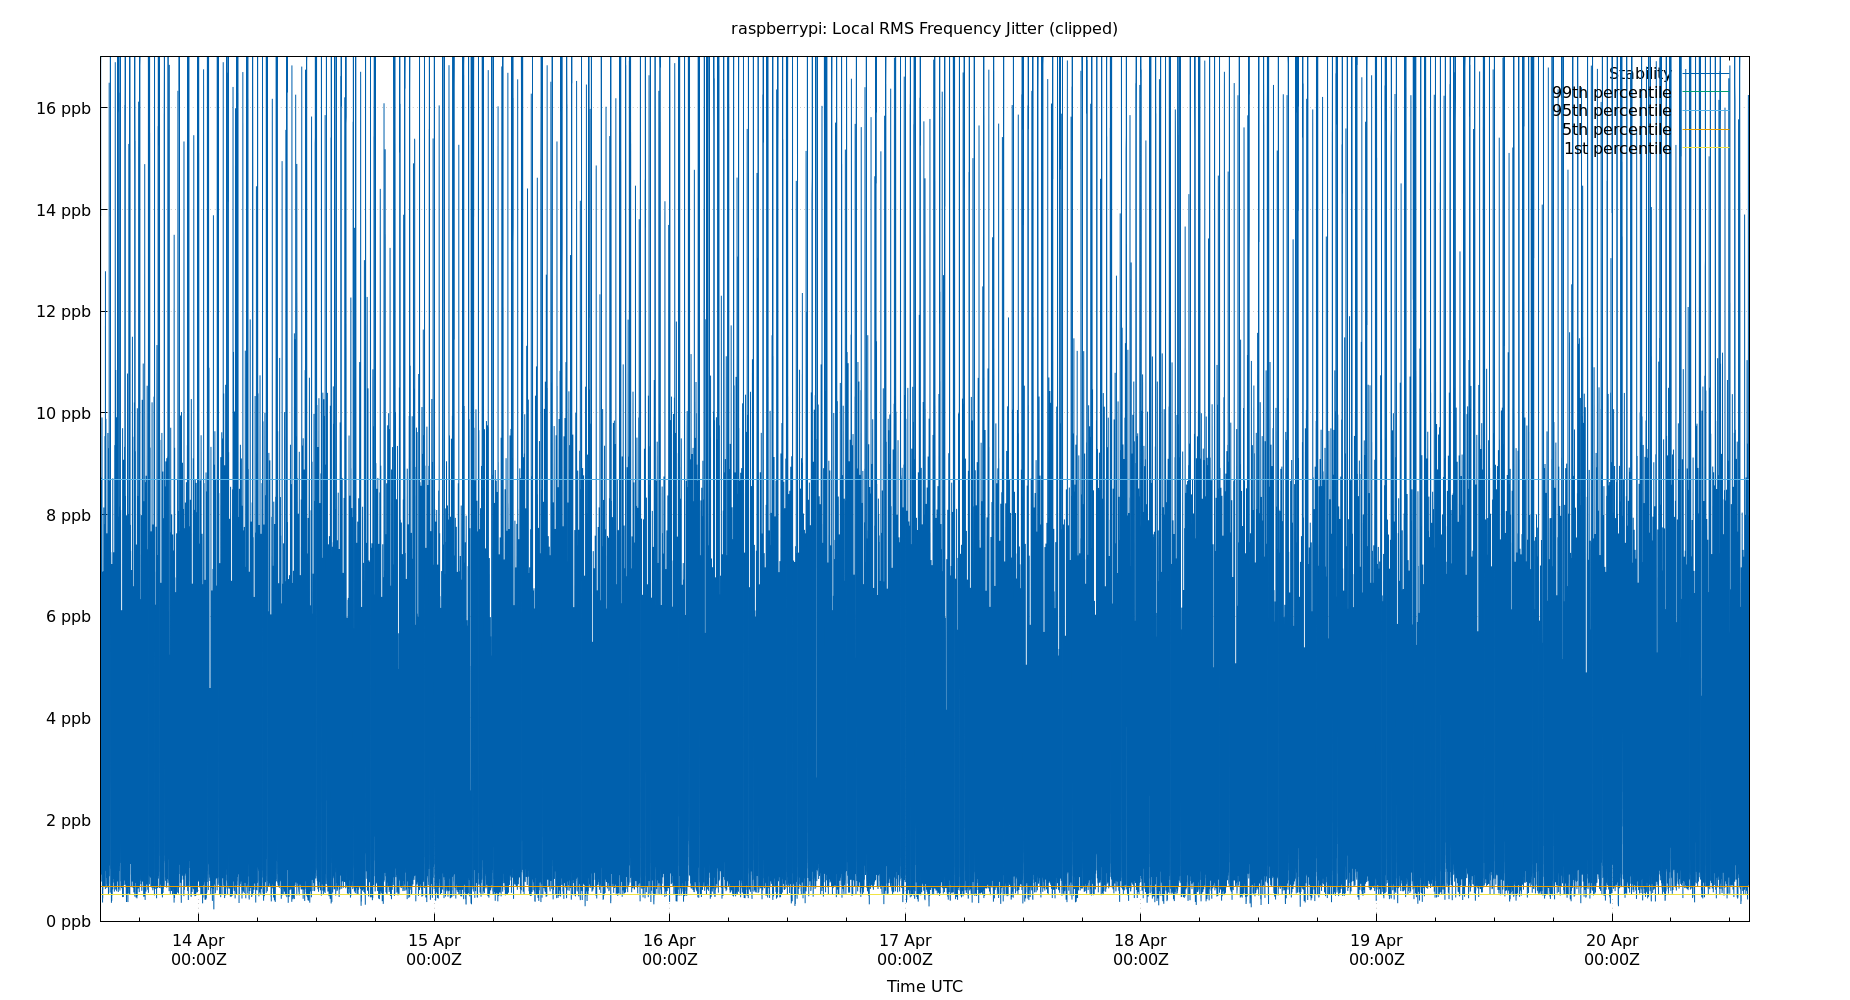 raspberrypi: Local RMS Frequency Jitter (clipped)
Stability
99th percentile
95th percentile
5th percentile
1st percentile
16 ppb
14 ppb
12 ppb
10 ppb
8 ppb
6 ppb
4 ppb
2 ppb
0 ppb
14 Apr 15 Apr 16 Apr 17 Apr 18 Apr 19 Apr 20 Apr
00:00Z 00:00Z 00:00Z 00:00Z 00:00Z 00:00Z 00:00Z
Time UTC